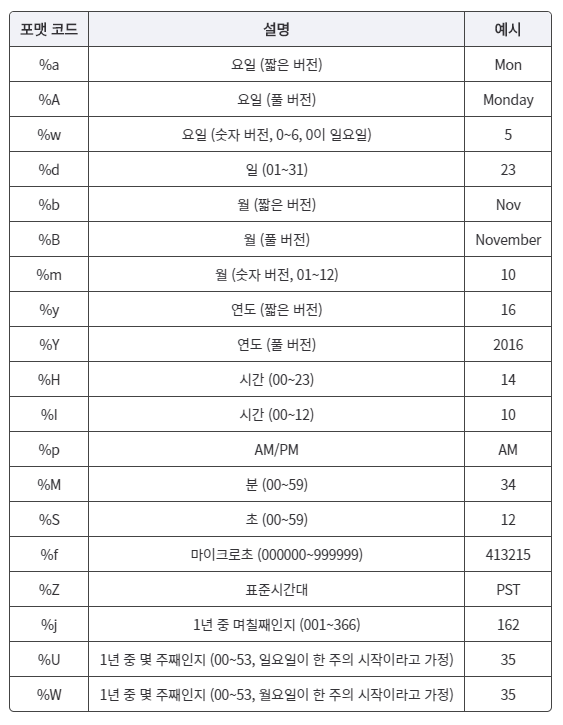 포맷 코드 설명 예시
%a 요일 (짧은 버전) Mon
%A 요일 (풀 버전) Monday
%w 요일 (숫자 버전, 0~6, 0이 일요일) 5
%d 일 (01~31) 23
%b 월 (짧은 버전) Nov
%B 월 (풀 버전) November
%m 월 (숫자 버전, 01~12) 10
%y 연도 (짧은 버전) 16
%Y 연도 (풀 버전) 2016
%H 시간 (00~23) 14
%I 시간 (00~12) 10
%p AM/PM AM
%M 분 (00~59) 34
%S 초 (00~59) 12
%f 마이크로초 (000000~999999) 413215
%Z 표준시간대 PST
%j 1년 중 며칠째인지 (001~366) 162
%U 1년 중 몇 주째인지 (00~53, 일요일이 한 주의 시작이라고 가정) 35
%W 1년 중 몇 주째인지 (00~53, 월요일이 한 주의 시작이라고 가정) 35